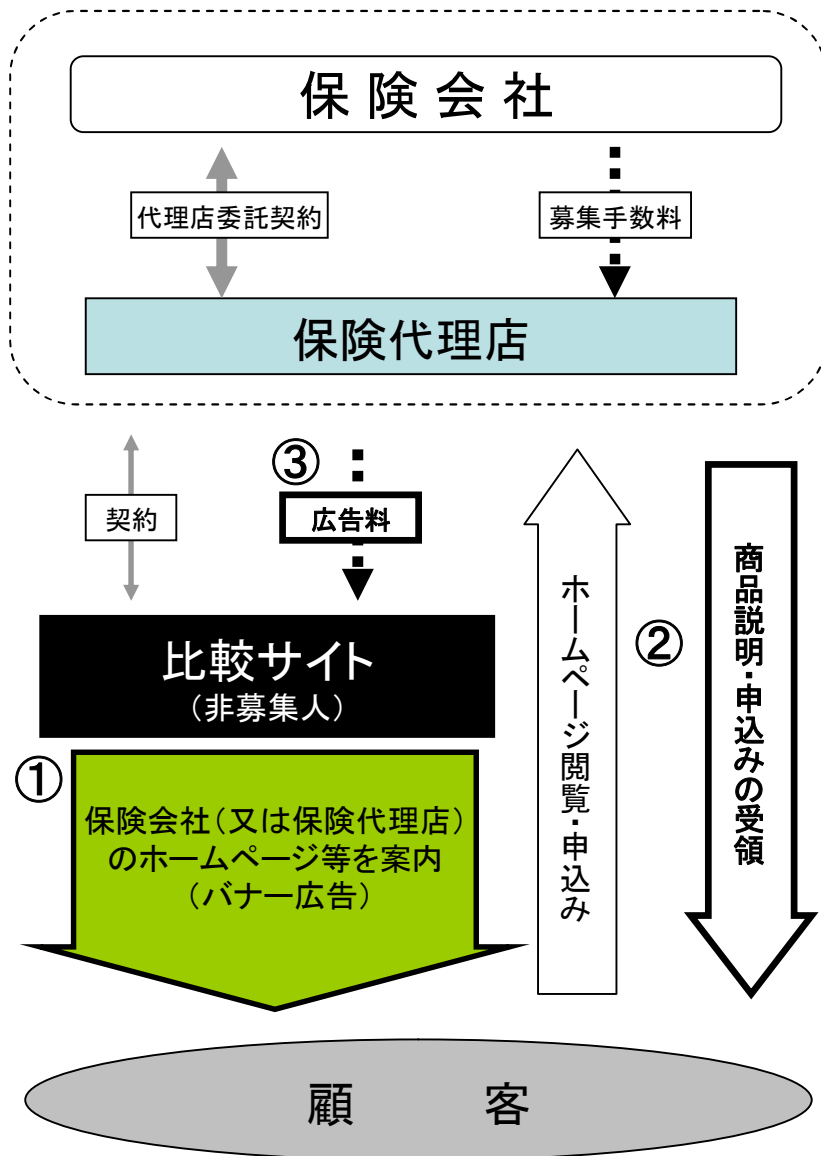 保険会社
代理店委託契約
募集手数料
保険代理店
契約
③
広告料
比較サイト
（非募集人）
①
保険会社（又は保険代理店）
のホームページ等を案内
（バナー広告）
ホームページ閲覧・申込み
②
商品説明・申込みの受領
顧客